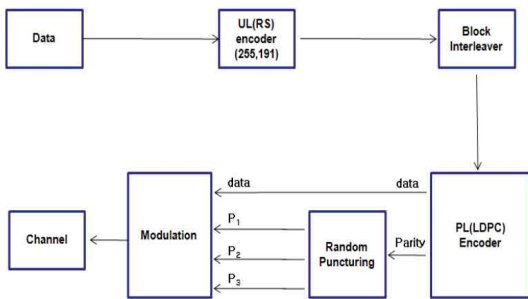 Data
UL(RS)
encoder
(255,191)
Block
Interleaver
data
data
P1
P2
P3
Parity
Channel
Modulation
Random
Puncturing
PL(LDPC)
Encoder